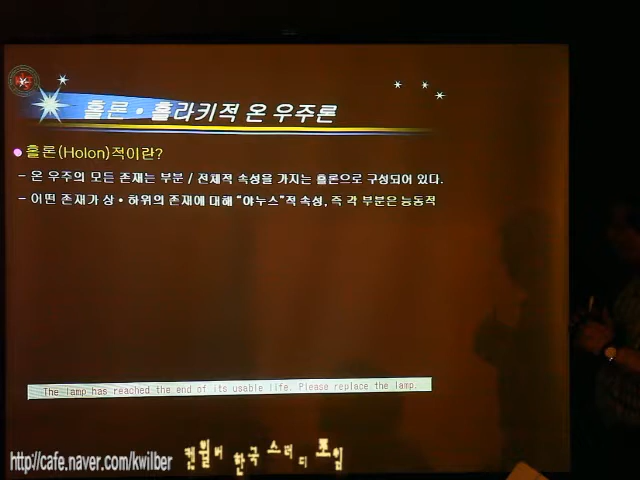 홀론 • 홀라키적 온 우주론
홀론(Holon)적이란?
- 온 우주의 모든 존재는 부분 / 전체적 속성을 가지는 홀론으로 구성되어 있다.
- 어떤 존재가 상 • 하위의 존재에 대해 "야누스"적 속성, 즉 각 부분은 능동적
The lamp has reached the end of its usable life. Please replace the lamp.
http://cafe.naver.com/kwilber 켄윌버 한국 스터디 포임